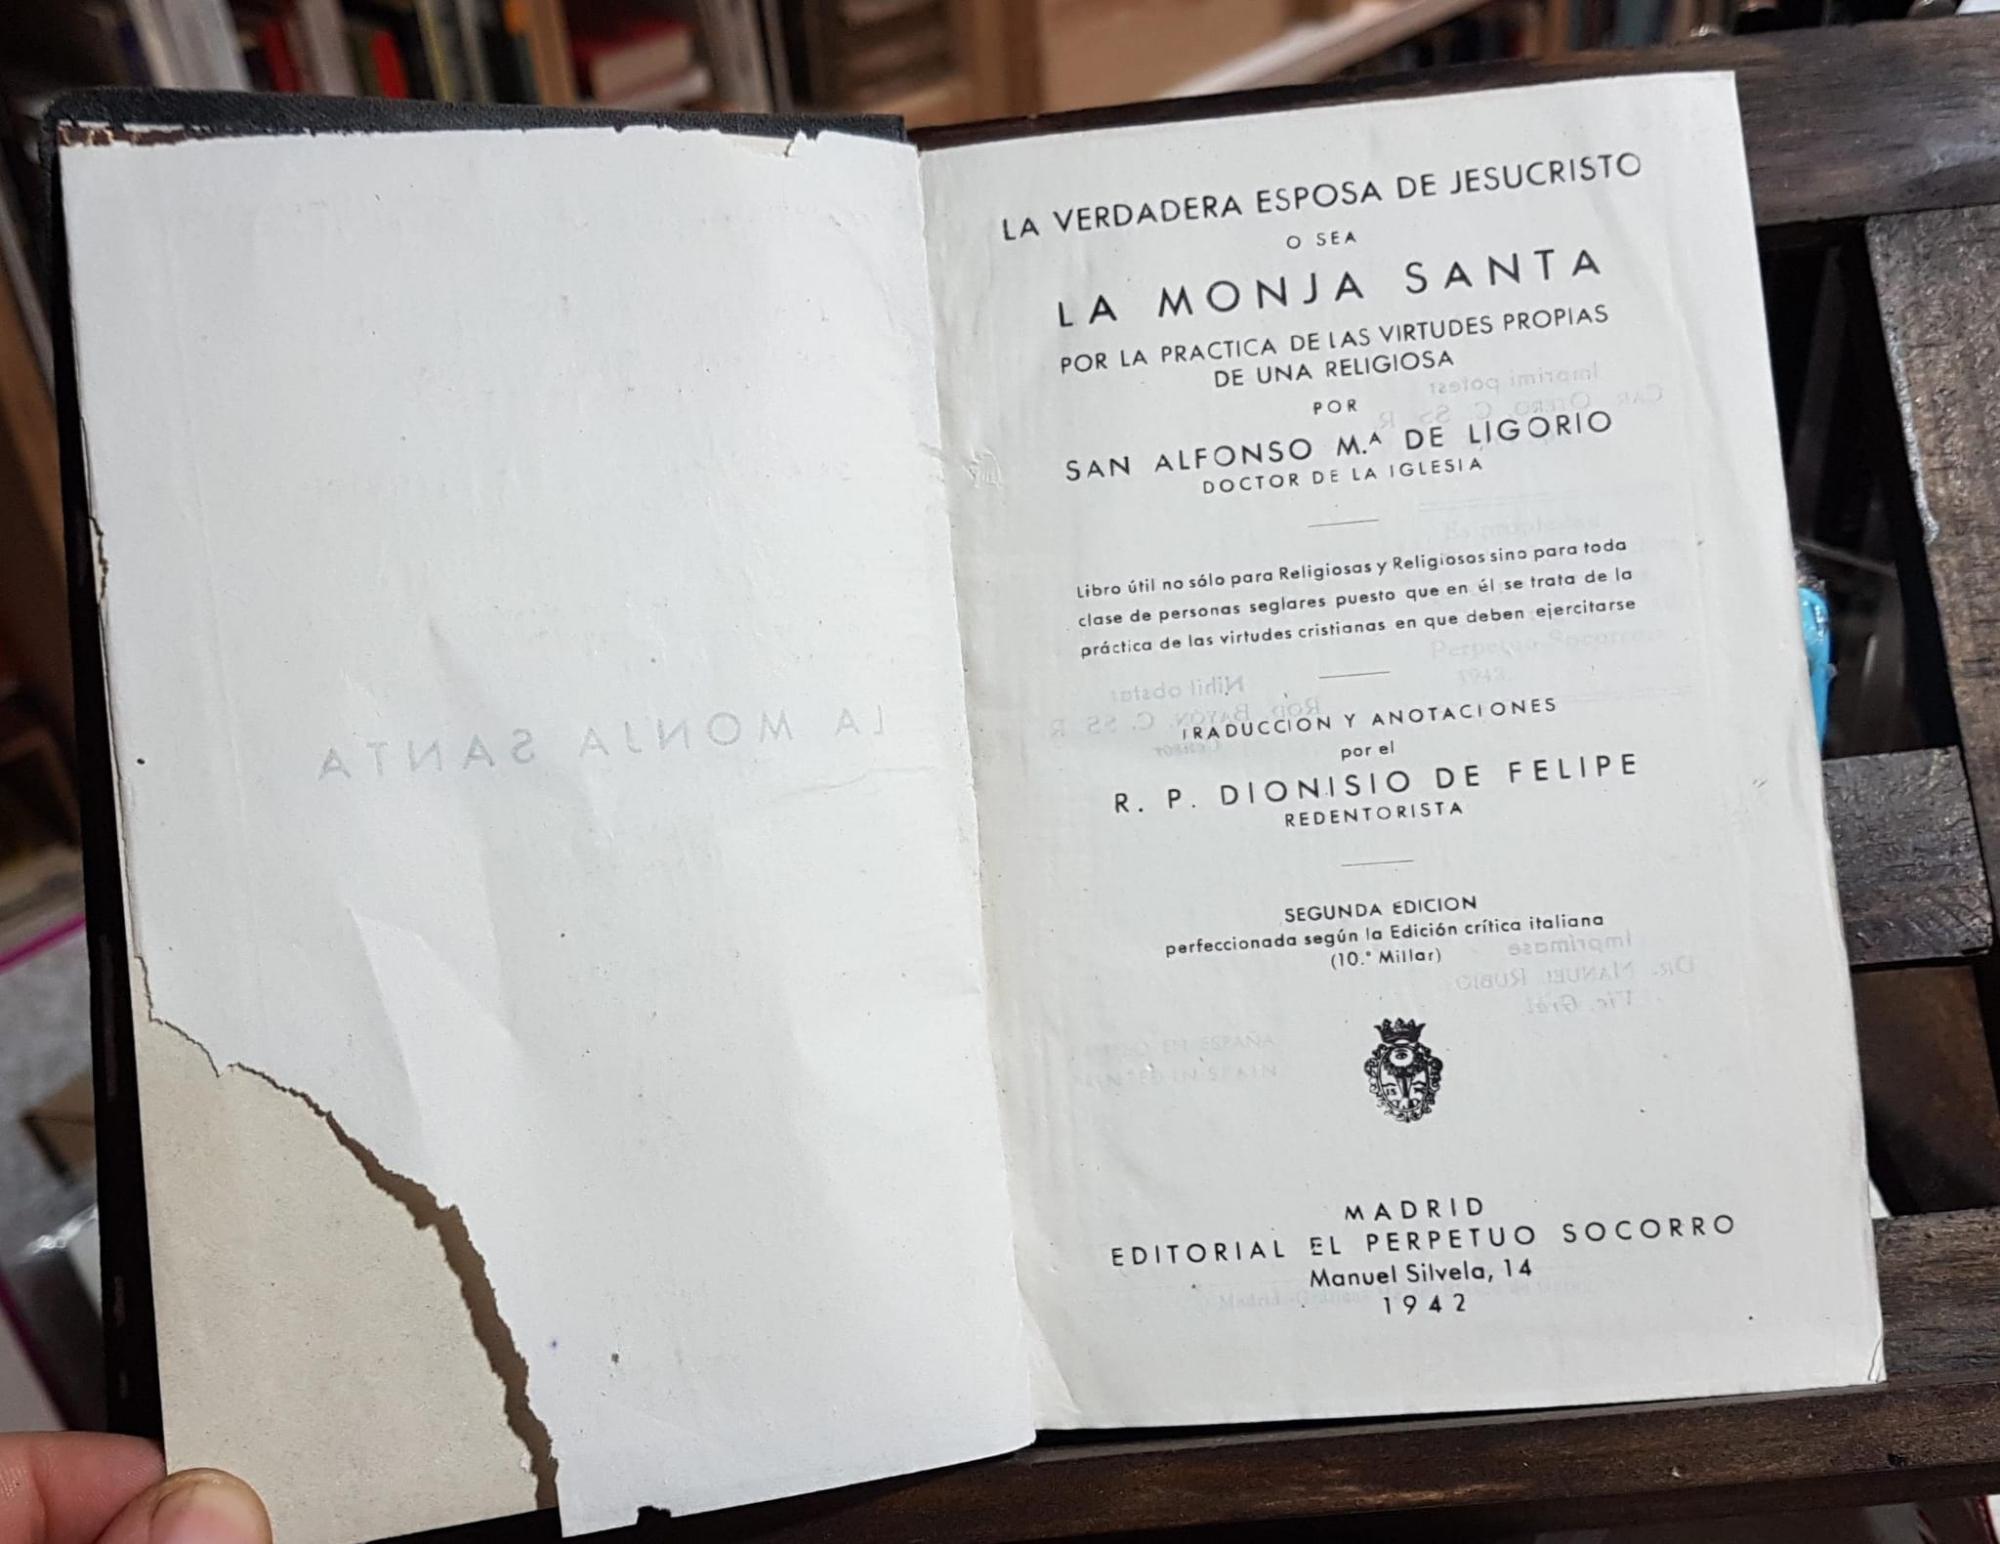 LA MONJA SANTA
LA VERDADERA ESPOSA DE JESUCRISTO
O SEA
LA MONJA SANTA
POR LA PRACTICA DE LAS VIRTUDES PROPIAS
DE UNA RELIGIOSA
POR
SAN ALFONSO M.ᴬ DE LIGORIO
DOCTOR DE LA IGLESIA
Libro útil no sólo para Religiosas y Religiosos sino para toda
clase de personas seglares puesto que en él se trata de la
práctica de las virtudes cristianas en que deben ejercitarse
TRADUCCION Y ANOTACIONES
por el
R. P. DIONISIO DE FELIPE
REDENTORISTA
SEGUNDA EDICION
perfeccionada según la Edición crítica italiana
(10.º Millar)
MADRID
EDITORIAL EL PERPETUO SOCORRO
Manuel Silvela, 14
1942